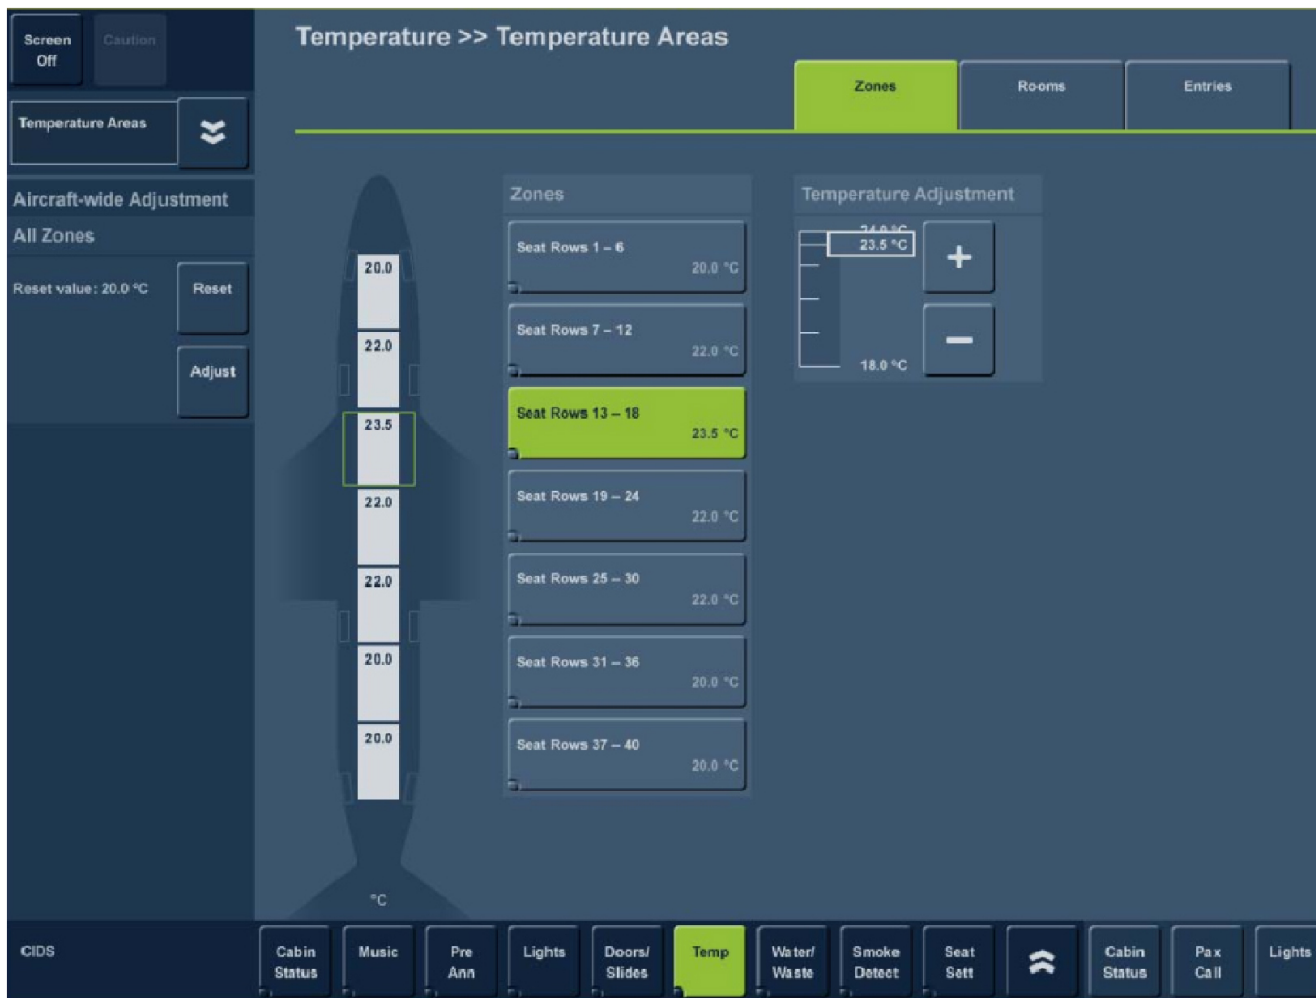 Screen
Off
Caution
Temperature >> Temperature Areas
Zones
Rooms
Entries
Temperature Areas
Aircraft-wide Adjustment
All Zones
Reset value: 20.0 °C
Reset
Adjust
20.0
22.0
23.5
22.0
22.0
20.0
20.0
°C
Zones
Seat Rows 1 – 6
20.0 °C
Seat Rows 7 – 12
22.0 °C
Seat Rows 13 – 18
23.5 °C
Seat Rows 19 – 24
22.0 °C
Seat Rows 25 – 30
22.0 °C
Seat Rows 31 – 36
20.0 °C
Seat Rows 37 – 40
20.0 °C
Temperature Adjustment
24.0 °C
23.5 °C
18.0 °C
+
–
CIDS
Cabin
Status
Music
Pre
Ann
Lights
Doors/
Slides
Temp
Water/
Waste
Smoke
Detect
Seat
Sett
Cabin
Status
Pax
Call
Lights